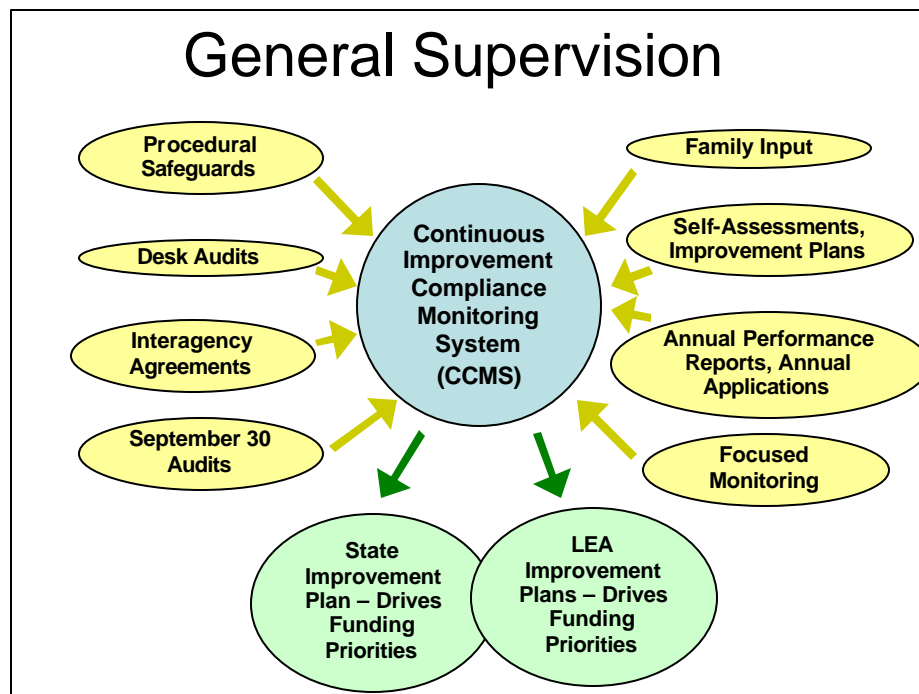 General Supervision
Procedural
Safeguards
Desk Audits
Interagency
Agreements
September 30
Audits
Continuous
Improvement
Compliance
Monitoring
System
(CCMS)
Family Input
Self-Assessments,
Improvement Plans
Annual Performance
Reports, Annual
Applications
Focused
Monitoring
State
Improvement
Plan – Drives
Funding
Priorities
LEA
Improvement
Plans – Drives
Funding
Priorities